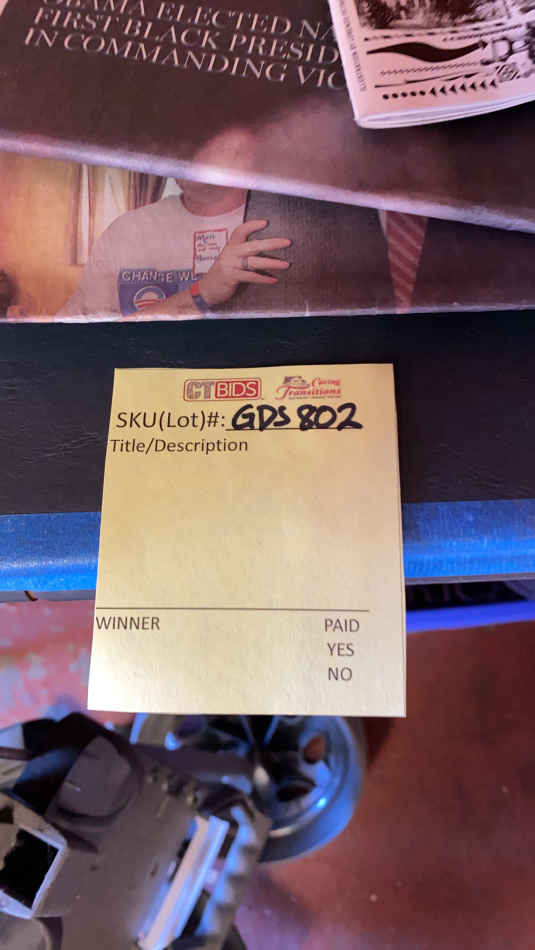 OBAMA ELECTED NA
FIRST BLACK PRESID
IN COMMANDING VIC
CHANGE WE
CTBIDS
Caring
Transitions
SKU(Lot)#: GDS 802
Title/Description
WINNER
PAID
YES
NO